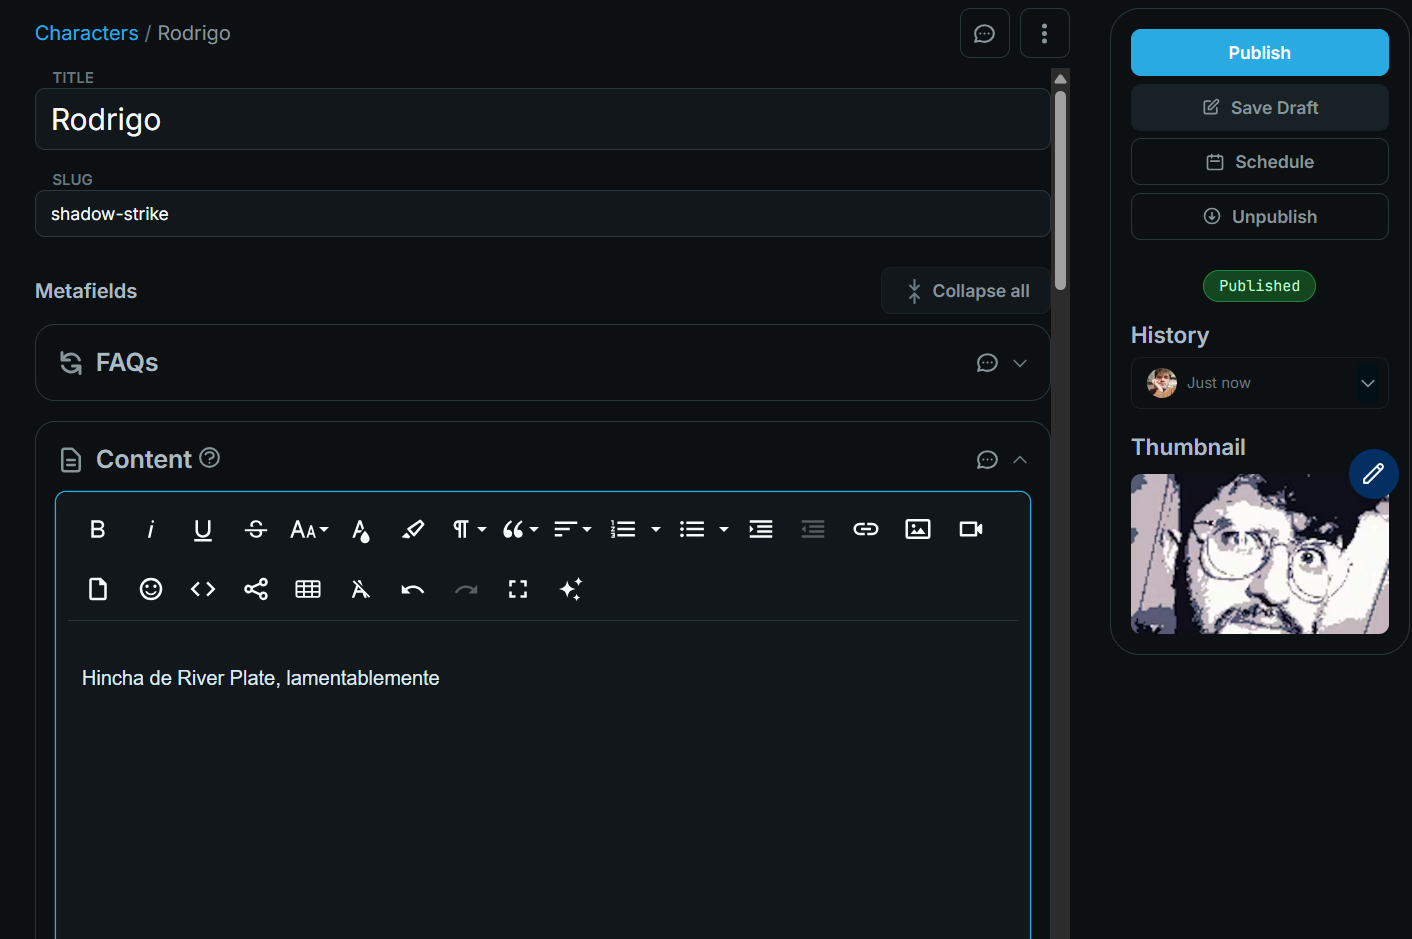 Characters / Rodrigo
TITLE
Rodrigo
SLUG
shadow-strike
Metafields
Collapse all
FAQs
Content
Hincha de River Plate, lamentablemente
Publish
Save Draft
Schedule
Unpublish
Published
History
Just now
Thumbnail